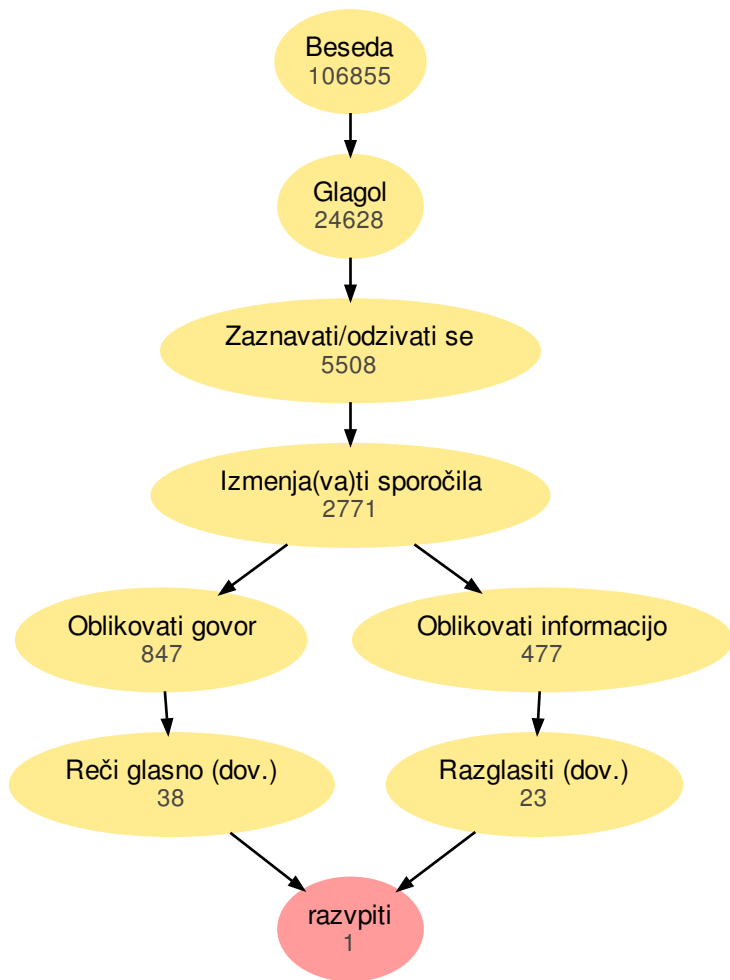 Beseda
106855
Glagol
24628
Zaznavati/odzivati se
5508
Izmenja(va)ti sporočila
2771
Oblikovati govor
847
Oblikovati informacijo
477
Reči glasno (dov.)
38
Razglasiti (dov.)
23
razvpiti
1